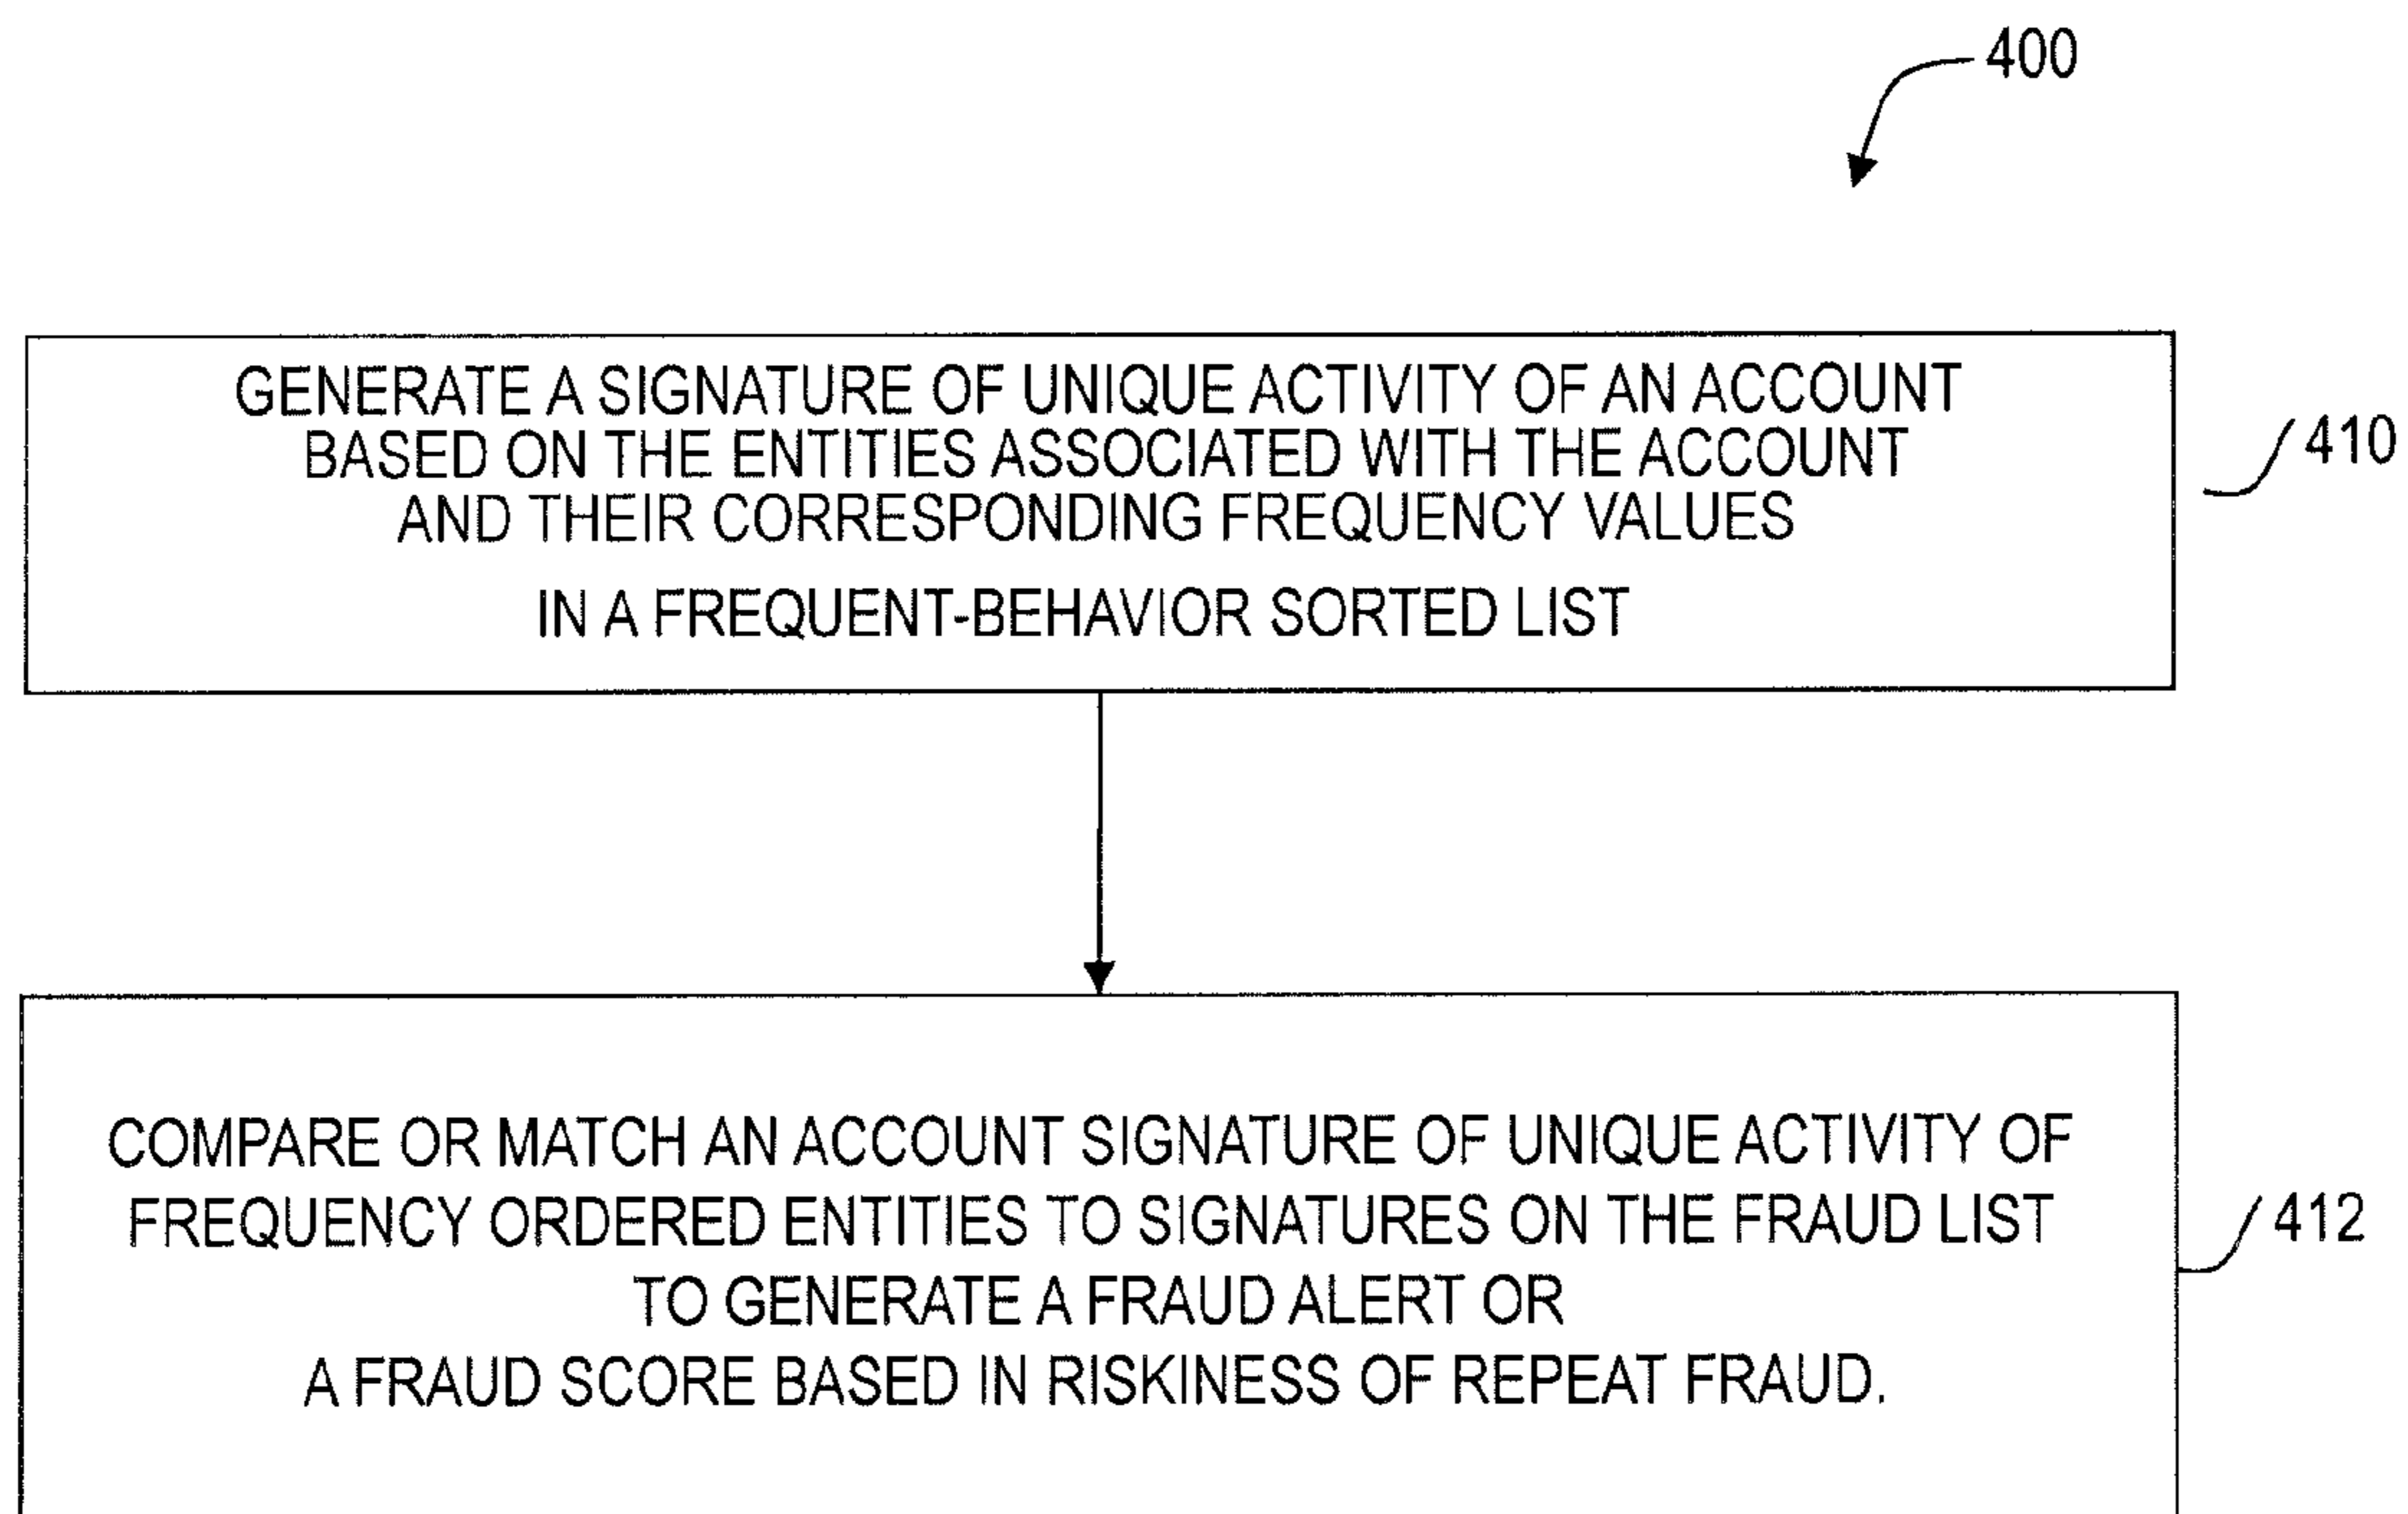 400
GENERATE A SIGNATURE OF UNIQUE ACTIVITY OF AN ACCOUNT
BASED ON THE ENTITIES ASSOCIATED WITH THE ACCOUNT
AND THEIR CORRESPONDING FREQUENCY VALUES
IN A FREQUENT-BEHAVIOR SORTED LIST
410
COMPARE OR MATCH AN ACCOUNT SIGNATURE OF UNIQUE ACTIVITY OF
FREQUENCY ORDERED ENTITIES TO SIGNATURES ON THE FRAUD LIST
TO GENERATE A FRAUD ALERT OR
A FRAUD SCORE BASED IN RISKINESS OF REPEAT FRAUD.
412